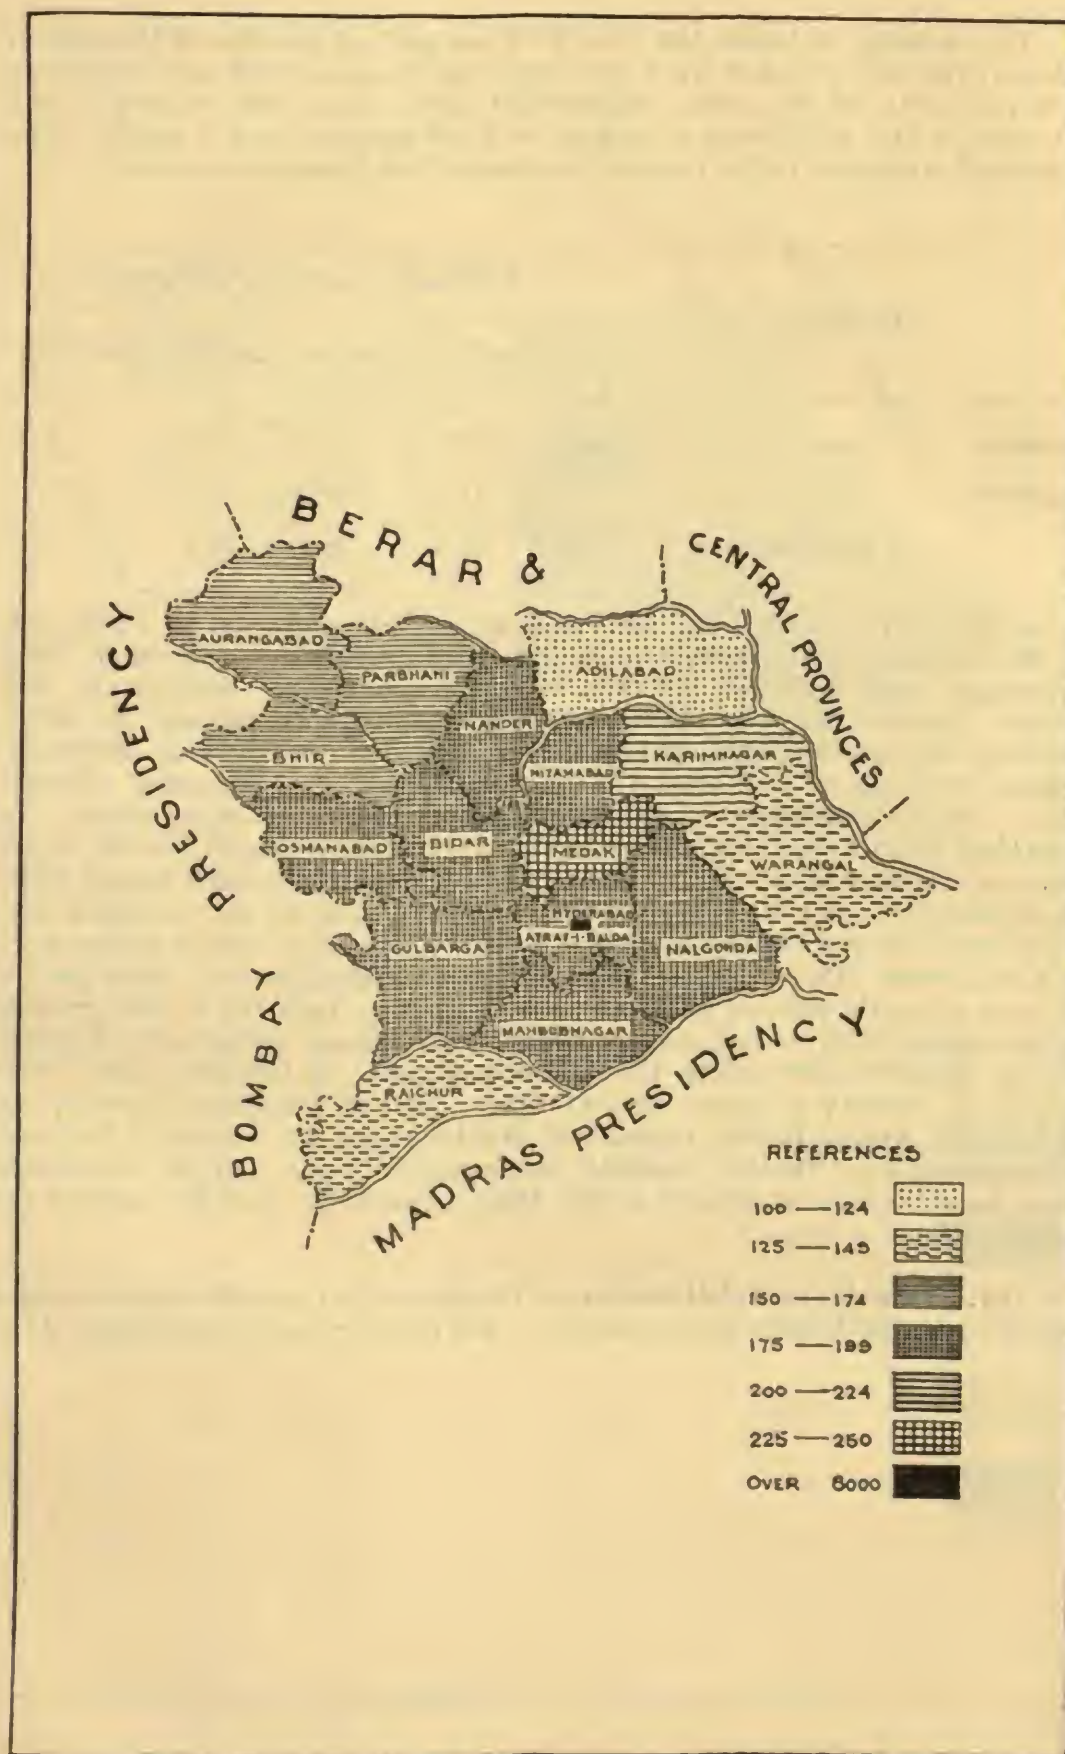 BERAR &
CENTRAL PROVINCES
BOMBAY PRESIDENCY
AURANGABAD
PARBHANI
ADILABAD
NANDER
BHIR
NIZAMABAD
KARIMNAGAR
OSMANABAD
BIDAR
MEDAK
WARANGAL
HYDERABAD
ATRAF-I-BALDA
GULBARGA
NALGONDA
MAHBUBNAGAR
RAICHUR
MADRAS PRESIDENCY
REFERENCES
100 — 124
125 — 149
150 — 174
175 — 199
200 — 224
225 — 250
OVER 8000